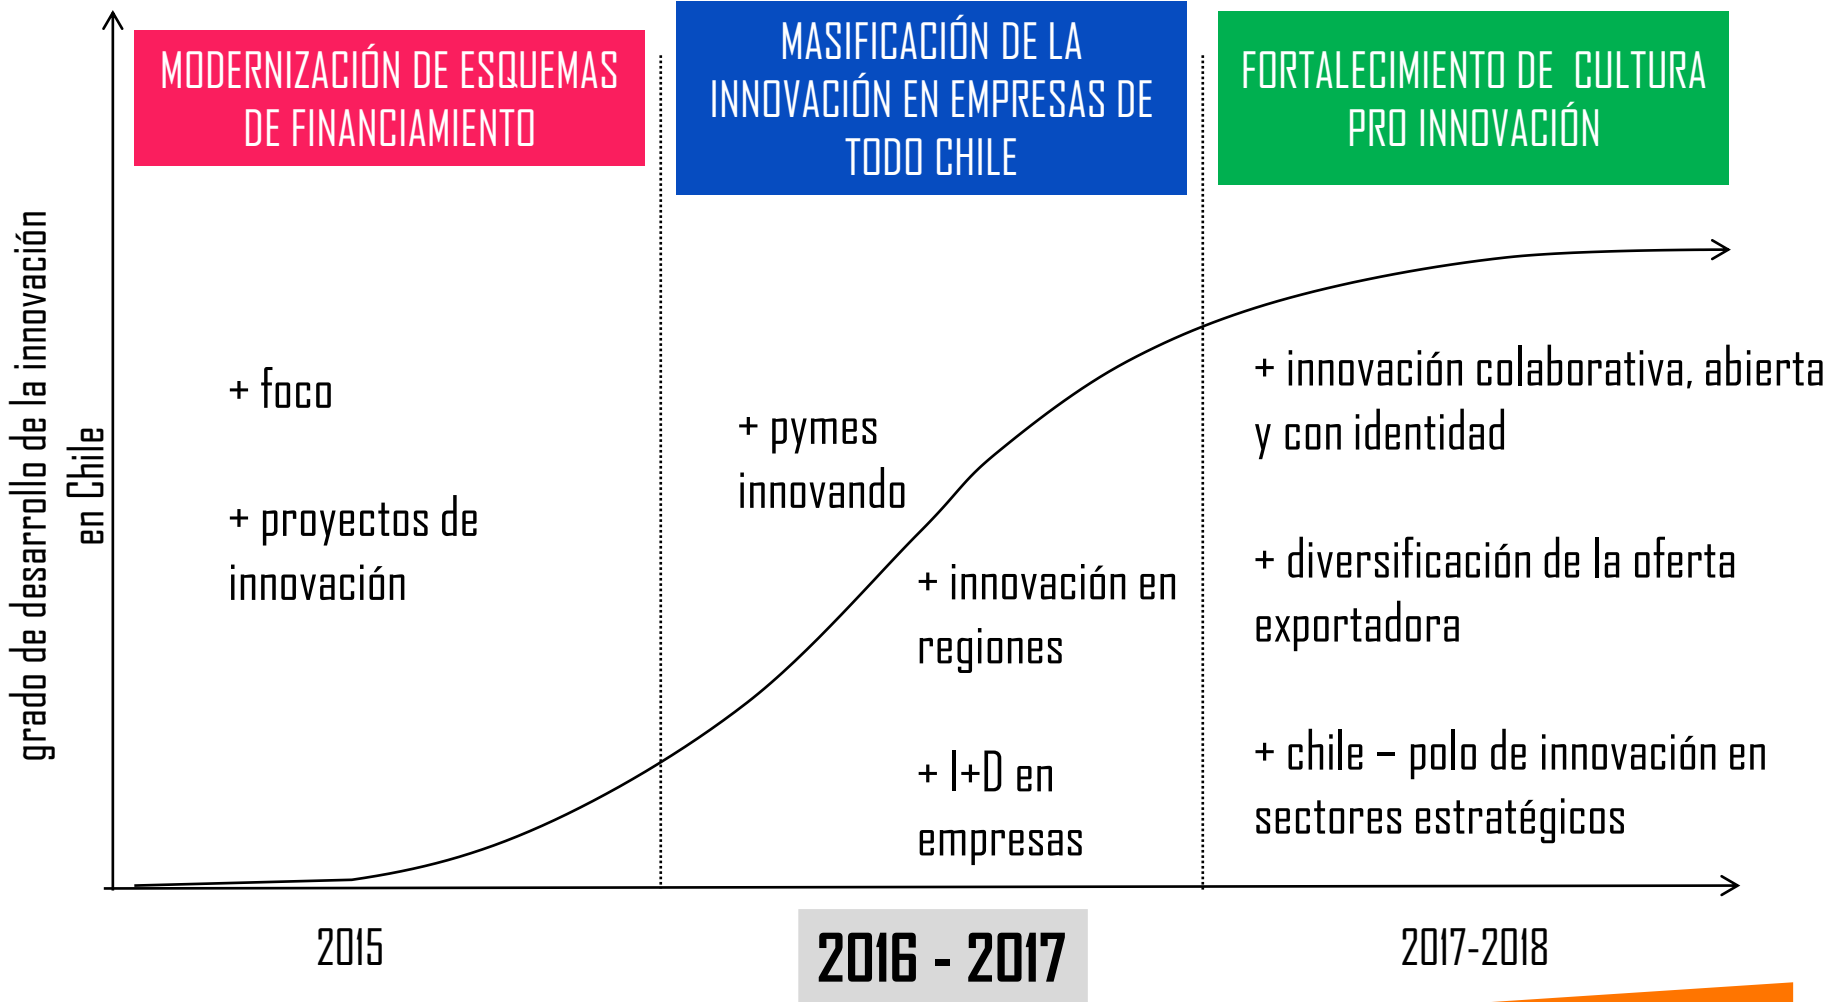 MODERNIZACIÓN DE ESQUEMAS
DE FINANCIAMIENTO
MASIFICACIÓN DE LA
INNOVACIÓN EN EMPRESAS DE
TODO CHILE
FORTALECIMIENTO DE CULTURA
PRO INNOVACIÓN
grado de desarrollo de la innovación
en Chile
+ foco
+ proyectos de
innovación
+ pymes
innovando
+ innovación en
regiones
+ I+D en
empresas
+ innovación colaborativa, abierta
y con identidad
+ diversificación de la oferta
exportadora
+ chile – polo de innovación en
sectores estratégicos
2015
2016 - 2017
2017-2018